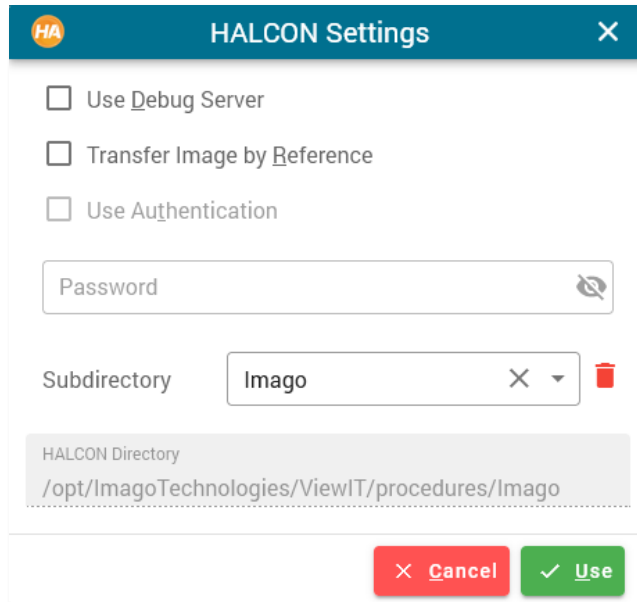 HA
HALCON Settings
Use Debug Server
Transfer Image by Reference
Use Authentication
Password
Subdirectory Imago
HALCON Directory
/opt/ImagoTechnologies/ViewIT/procedures/Imago
Cancel Use